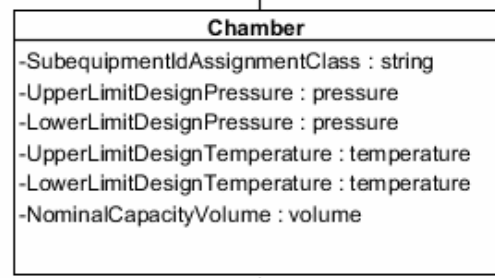 Chamber
-SubequipmentIdAssignmentClass : string
-UpperLimitDesignPressure : pressure
-LowerLimitDesignPressure : pressure
-UpperLimitDesignTemperature : temperature
-LowerLimitDesignTemperature : temperature
-NominalCapacityVolume : volume